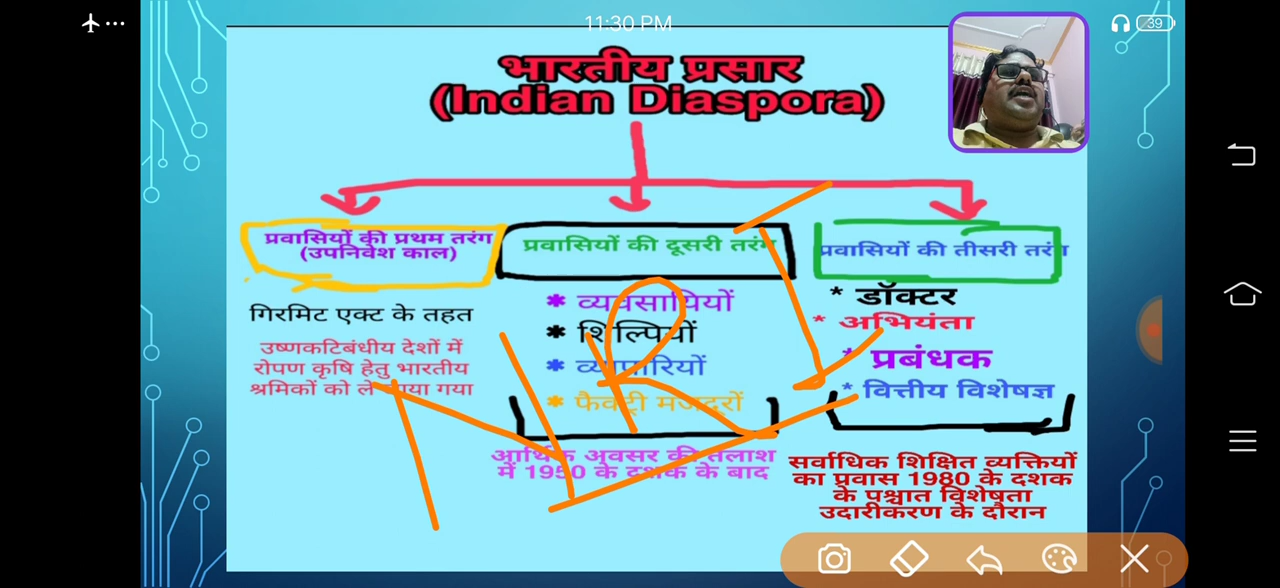 11:30 PM
39
भारतीय प्रसार
(Indian Diaspora)
प्रवासियों की प्रथम तरंग
(उपनिवेश काल)
गिरमिट एक्ट के तहत
उष्णकटिबंधीय देशों में
रोपण कृषि हेतु भारतीय
श्रमिकों को ले जाया गया
प्रवासियों की दूसरी तरंग
* व्यवसायियों
* शिल्पियों
* व्यापारियों
* फैक्ट्री मजदूरों
आर्थिक अवसर की तलाश
में 1950 के दशक के बाद
प्रवासियों की तीसरी तरंग
* डॉक्टर
* अभियंता
* प्रबंधक
* वित्तीय विशेषज्ञ
सर्वाधिक शिक्षित व्यक्तियों
का प्रवास 1980 के दशक
के पश्चात विशेषता
उदारीकरण के दौरान
NRI